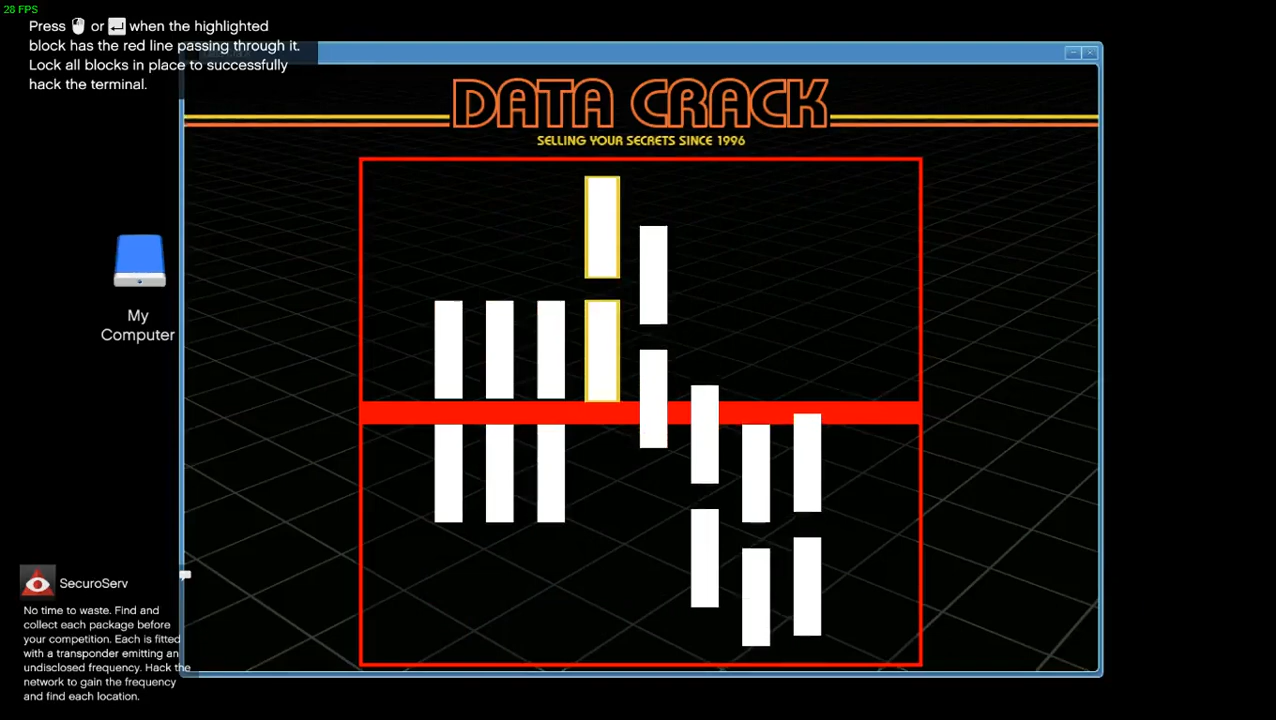 28 FPS
Press or when the highlighted
block has the red line passing through it.
Lock all blocks in place to successfully
hack the terminal.
DATA CRACK
SELLING YOUR SECRETS SINCE 1996
My
Computer
SecuroServ
No time to waste. Find and
collect each package before
your competition. Each is fitted
with a transponder emitting an
undisclosed frequency. Hack the
network to gain the frequency
and find each location.